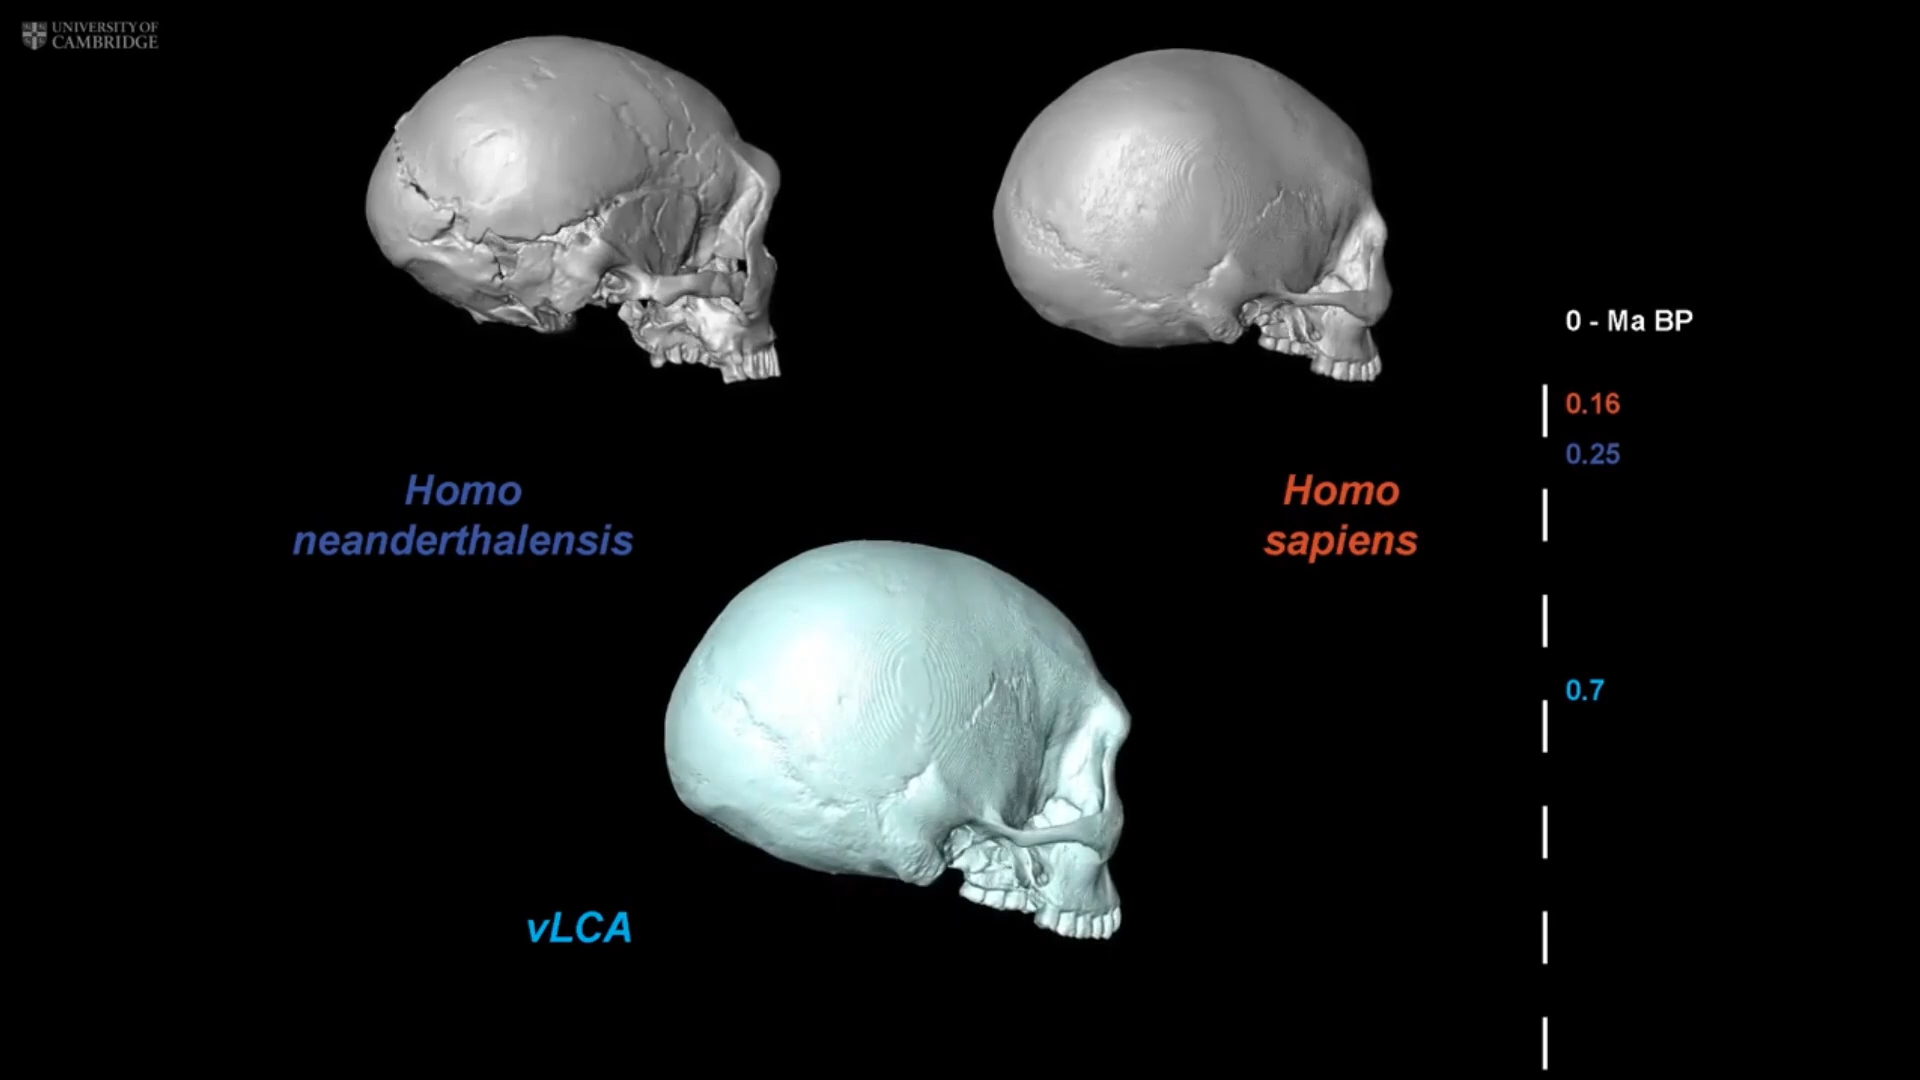 UNIVERSITY OF
CAMBRIDGE
0 - Ma BP
0.16
0.25
Homo
neanderthalensis
Homo
sapiens
0.7
vLCA